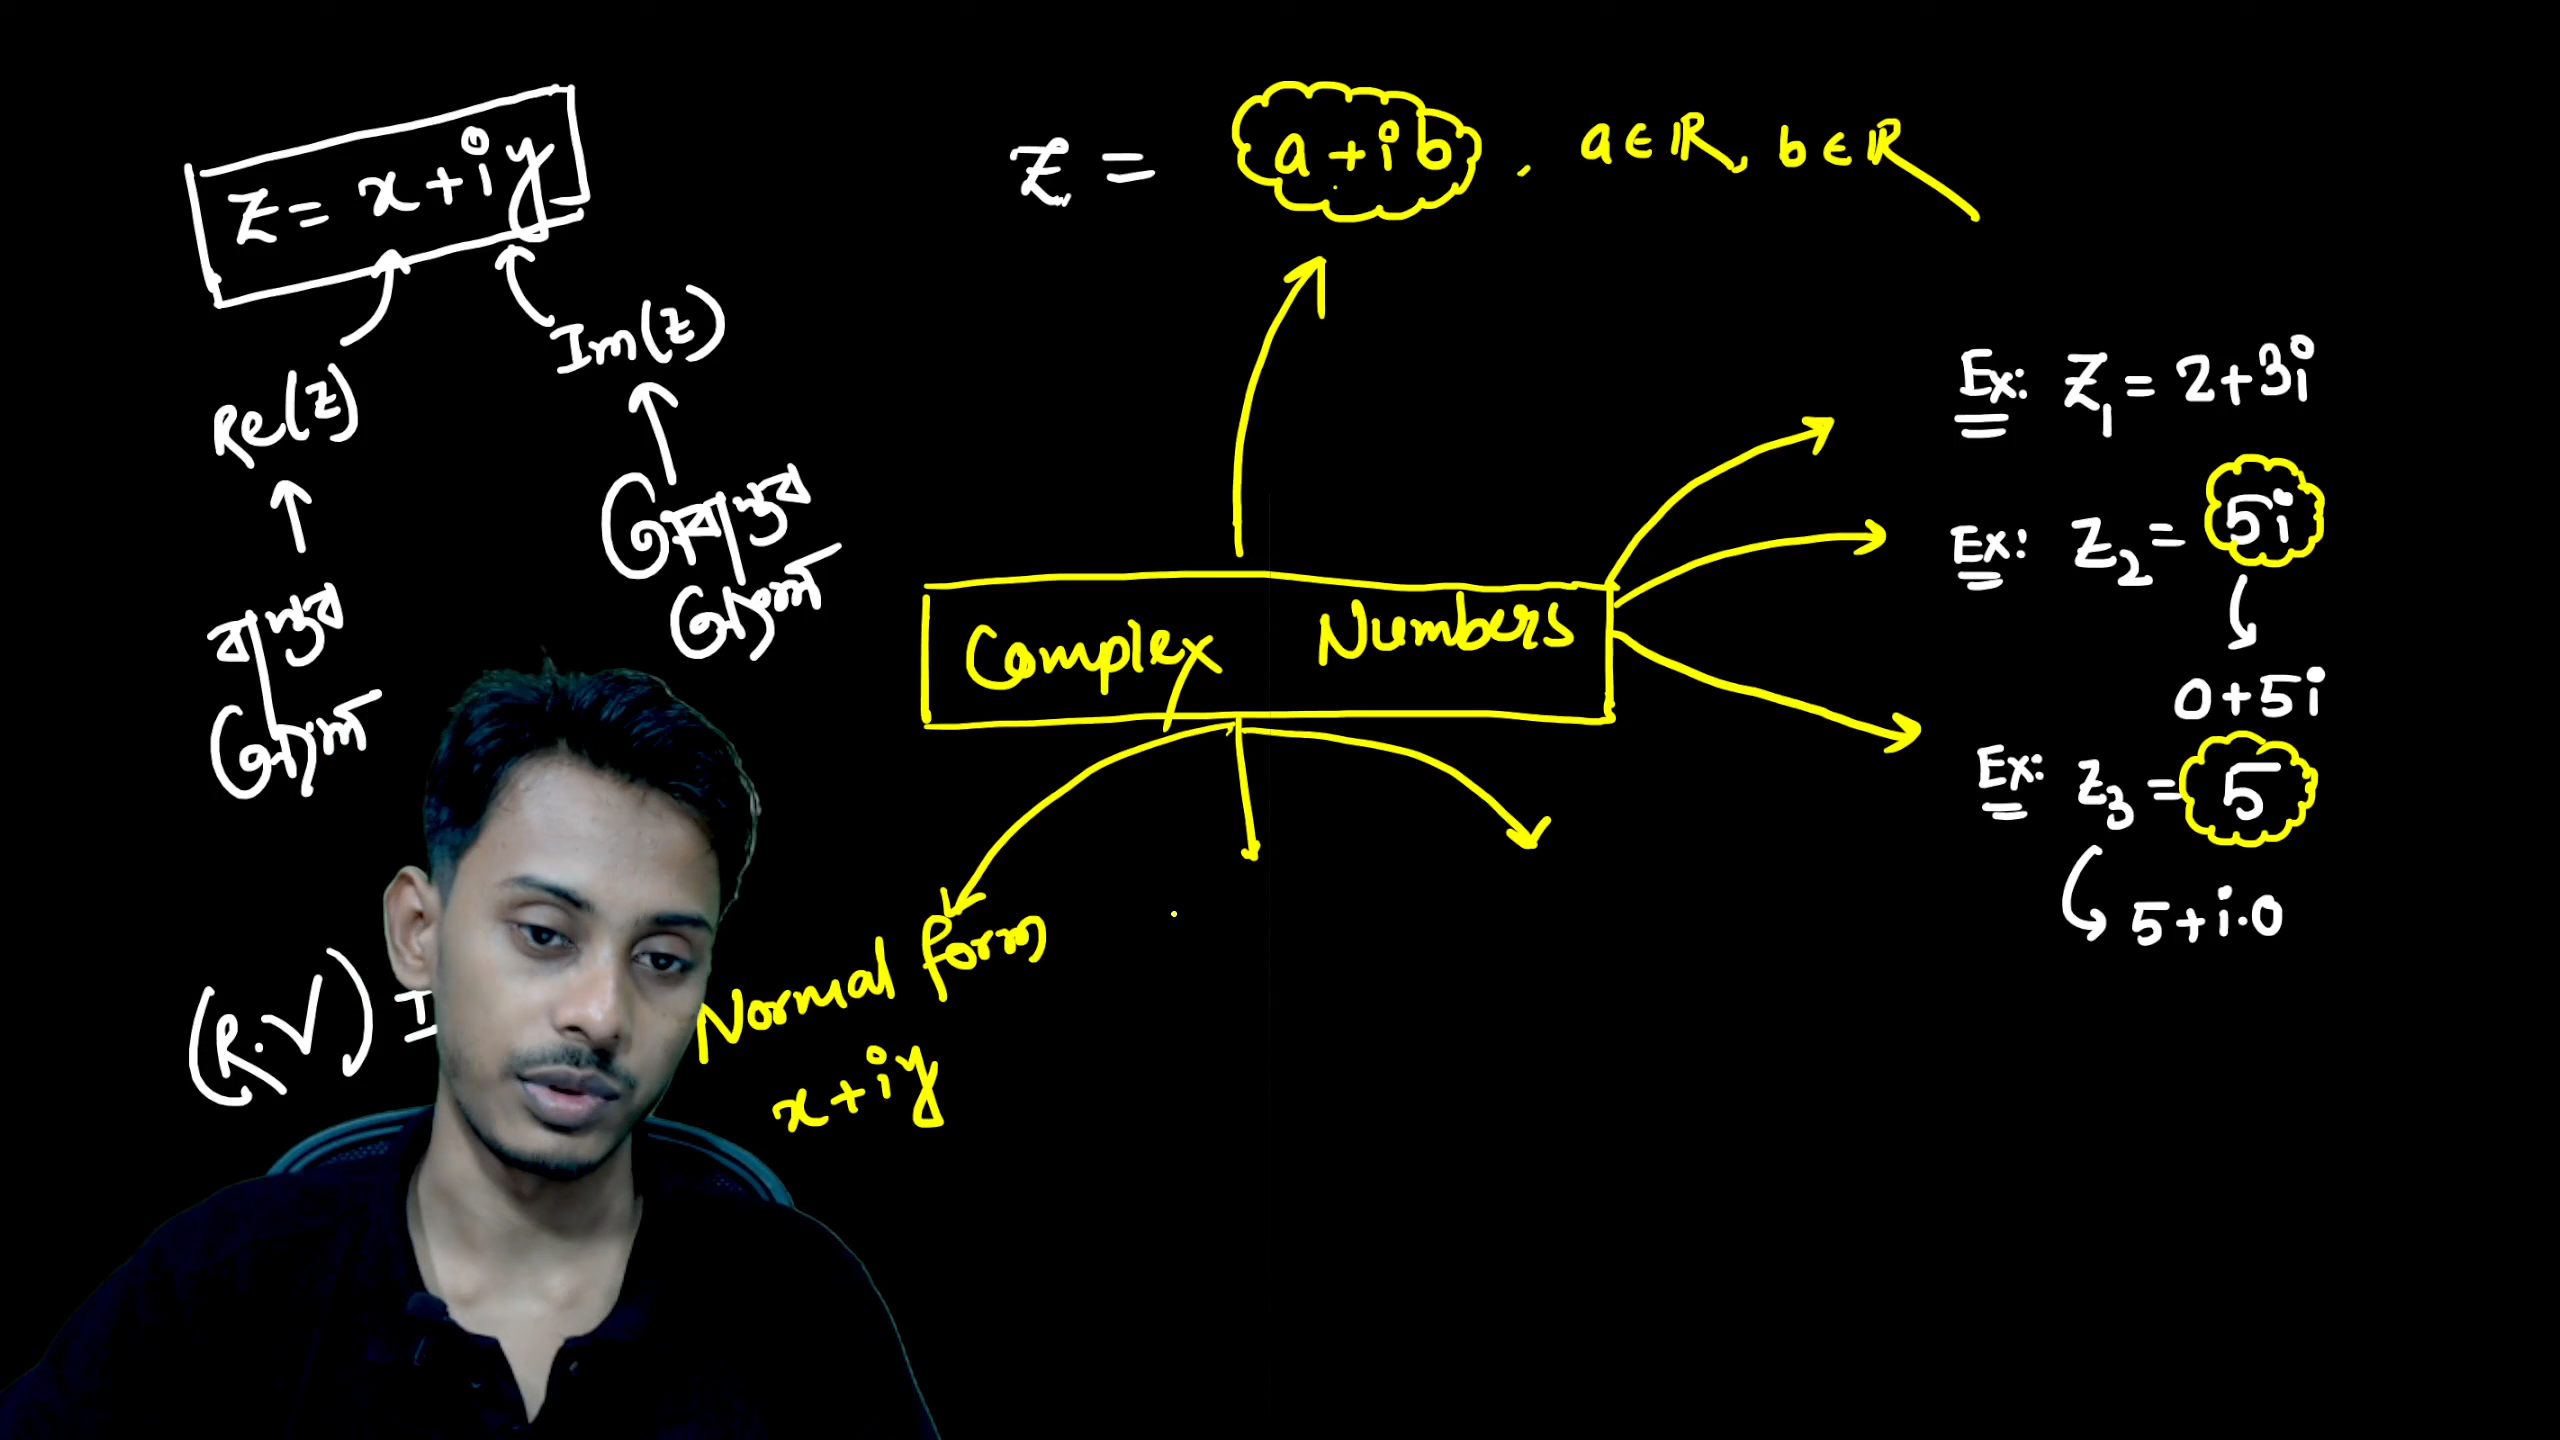 z = x + iy
Re(z)
Im(z)
বাস্তব
অংশ
অবাস্তব
অংশ
(R.V) I
z = a + ib , a ∈ ℝ, b ∈ ℝ
Complex Numbers
Normal form
x + iy
Ex: z₁ = 2 + 3i
Ex: z₂ = 5i
0 + 5i
Ex: z₃ = 5
5 + i.0